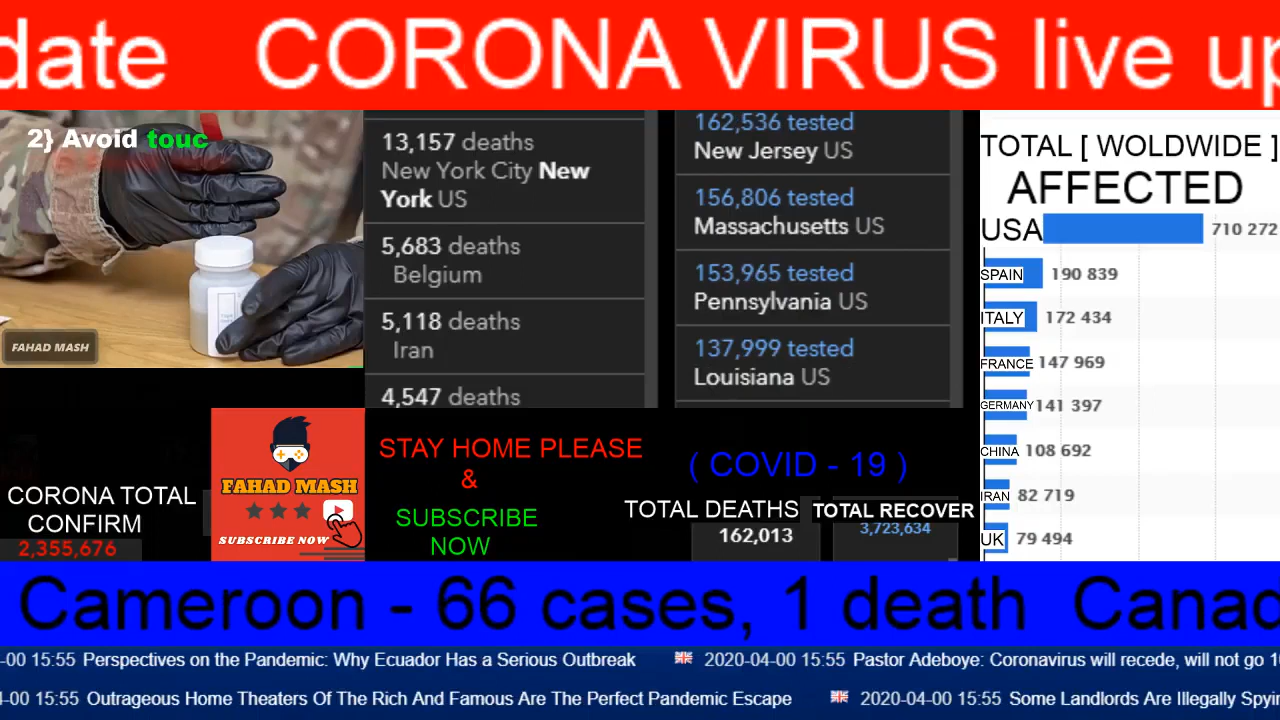 date CORONA VIRUS live up
2} Avoid touc
FAHAD MASH
13,157 deaths
New York City New
York US
5,683 deaths
Belgium
5,118 deaths
Iran
4,547 deaths
162,536 tested
New Jersey US
156,806 tested
Massachusetts US
153,965 tested
Pennsylvania US
137,999 tested
Louisiana US
TOTAL [ WOLDWIDE ]
AFFECTED
USA 710 272
SPAIN 190 839
ITALY 172 434
FRANCE 147 969
GERMANY 141 397
CHINA 108 692
IRAN 82 719
UK 79 494
CORONA TOTAL
CONFIRM
2,355,676
FAHAD MASH
SUBSCRIBE NOW
STAY HOME PLEASE
&
SUBSCRIBE
NOW
( COVID - 19 )
TOTAL DEATHS
162,013
TOTAL RECOVER
3,723,634
Cameroon - 66 cases, 1 death Canad
-00 15:55 Perspectives on the Pandemic: Why Ecuador Has a Serious Outbreak 2020-04-00 15:55 Pastor Adeboye: Coronavirus will recede, will not go 1
-00 15:55 Outrageous Home Theaters Of The Rich And Famous Are The Perfect Pandemic Escape 2020-04-00 15:55 Some Landlords Are Illegally Spyi